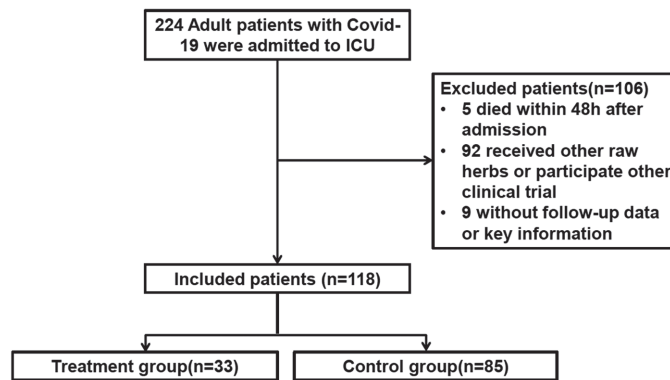 224 Adult patients with Covid-
19 were admitted to ICU
Excluded patients(n=106)
• 5 died within 48h after
admission
• 92 received other raw
herbs or participate other
clinical trial
• 9 without follow-up data
or key information
Included patients (n=118)
Treatment group(n=33)
Control group(n=85)